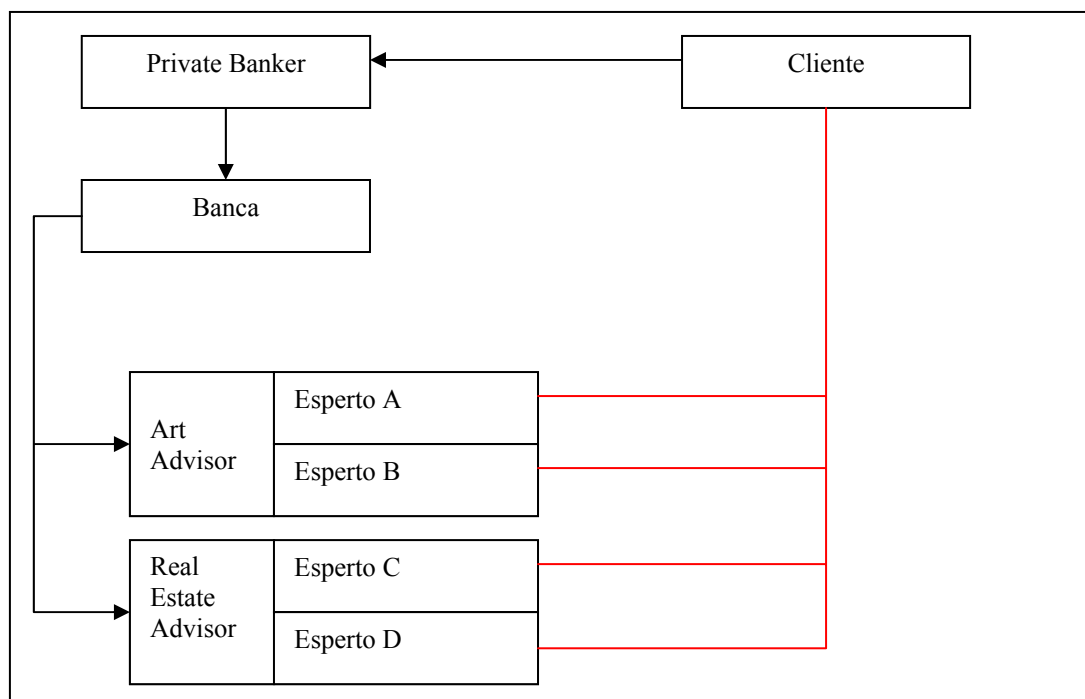 Private Banker
Cliente
Banca
Art
Advisor
Esperto A
Esperto B
Real
Estate
Advisor
Esperto C
Esperto D